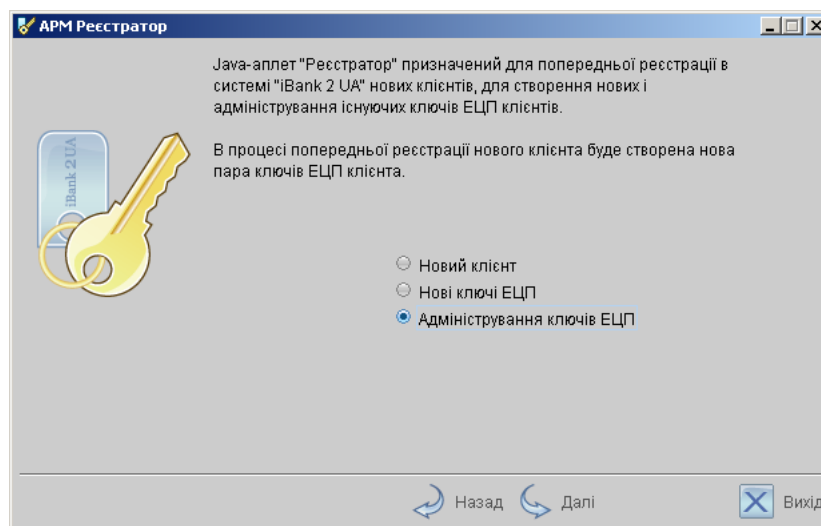 АРМ Реєстратор
Java-аплет "Реєстратор" призначений для попередньої реєстрації в
системі "iBank 2 UA" нових клієнтів, для створення нових і
адміністрування існуючих ключів ЕЦП клієнтів.
В процесі попередньої реєстрації нового клієнта буде створена нова
пара ключів ЕЦП клієнта.
iBank 2 UA
Новий клієнт
Нові ключі ЕЦП
Адміністрування ключів ЕЦП
Назад
Далі
Вихід